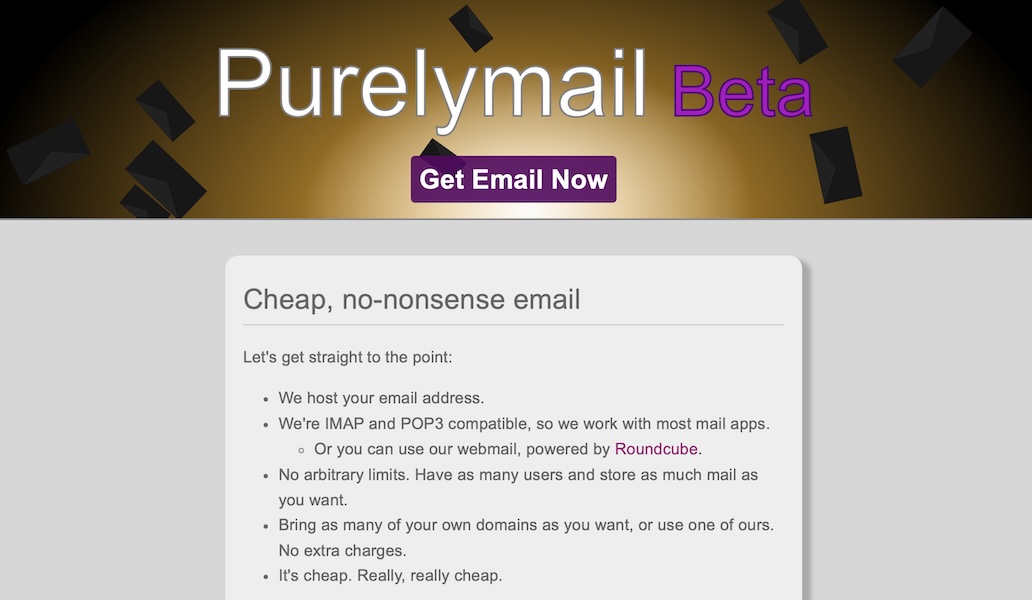 Purelymail Beta
Get Email Now
Cheap, no-nonsense email
Let's get straight to the point:
We host your email address.
We're IMAP and POP3 compatible, so we work with most mail apps.
Or you can use our webmail, powered by Roundcube.
No arbitrary limits. Have as many users and store as much mail as
you want.
Bring as many of your own domains as you want, or use one of ours.
No extra charges.
It's cheap. Really, really cheap.